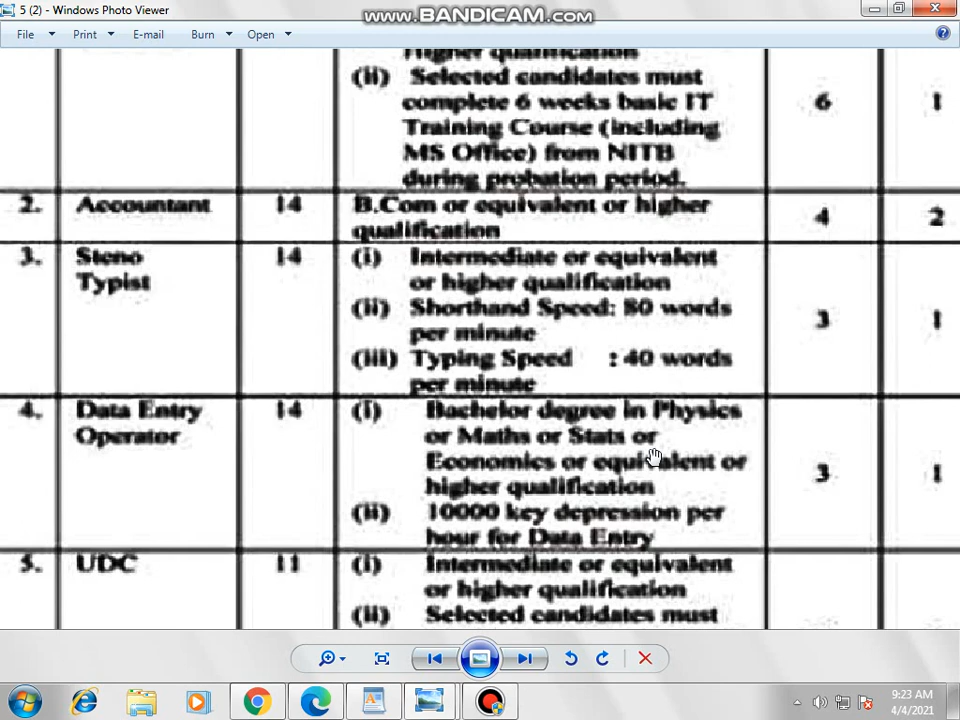 5 (2) - Windows Photo Viewer
www.BANDICAM.com
File Print E-mail Burn Open
Higher qualification
(ii) Selected candidates must
complete 6 weeks basic IT 6 1
Training Course (including
MS Office) from NITB
during probation period.
2. Accountant 14 B.Com or equivalent or higher
qualification 4 2
3. Steno 14 (i) Intermediate or equivalent
Typist or higher qualification
(ii) Shorthand Speed: 80 words
per minute 3 1
(iii) Typing Speed : 40 words
per minute
4. Data Entry 14 (i) Bachelor degree in Physics
Operator or Maths or Stats or
Economics or equivalent or 3 1
higher qualification
(ii) 10000 key depression per
hour for Data Entry
5. UDC 11 (i) Intermediate or equivalent
or higher qualification
(ii) Selected candidates must
9:23 AM
4/4/2021